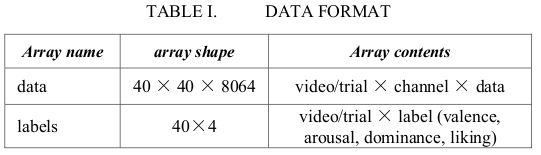 TABLE I. DATA FORMAT
Array name array shape Array contents
data 40 × 40 × 8064 video/trial × channel × data
labels 40×4 video/trial × label (valence,
arousal, dominance, liking)